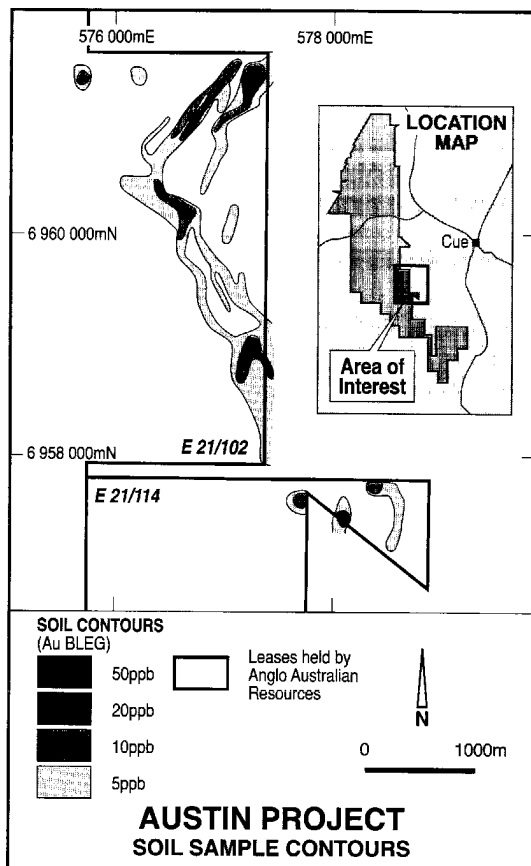 576 000mE
578 000mE
LOCATION
MAP
Cue
6 960 000mN
Area of
Interest
6 958 000mN
E 21/102
E 21/114
SOIL CONTOURS
(Au BLEG)
50ppb
20ppb
10ppb
5ppb
Leases held by
Anglo Australian
Resources
N
0
1000m
AUSTIN PROJECT
SOIL SAMPLE CONTOURS